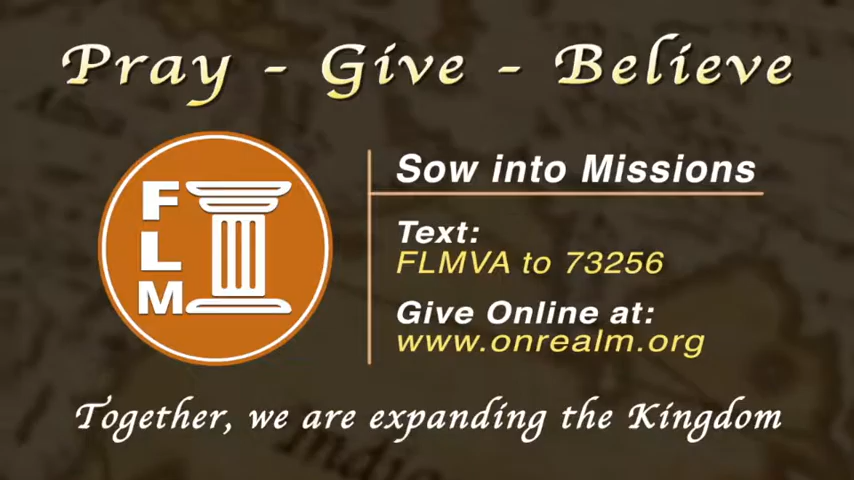 Pray - Give - Believe
FLM
Sow into Missions
Text:
FLMVA to 73256
Give Online at:
www.onrealm.org
Together, we are expanding the Kingdom
Indic